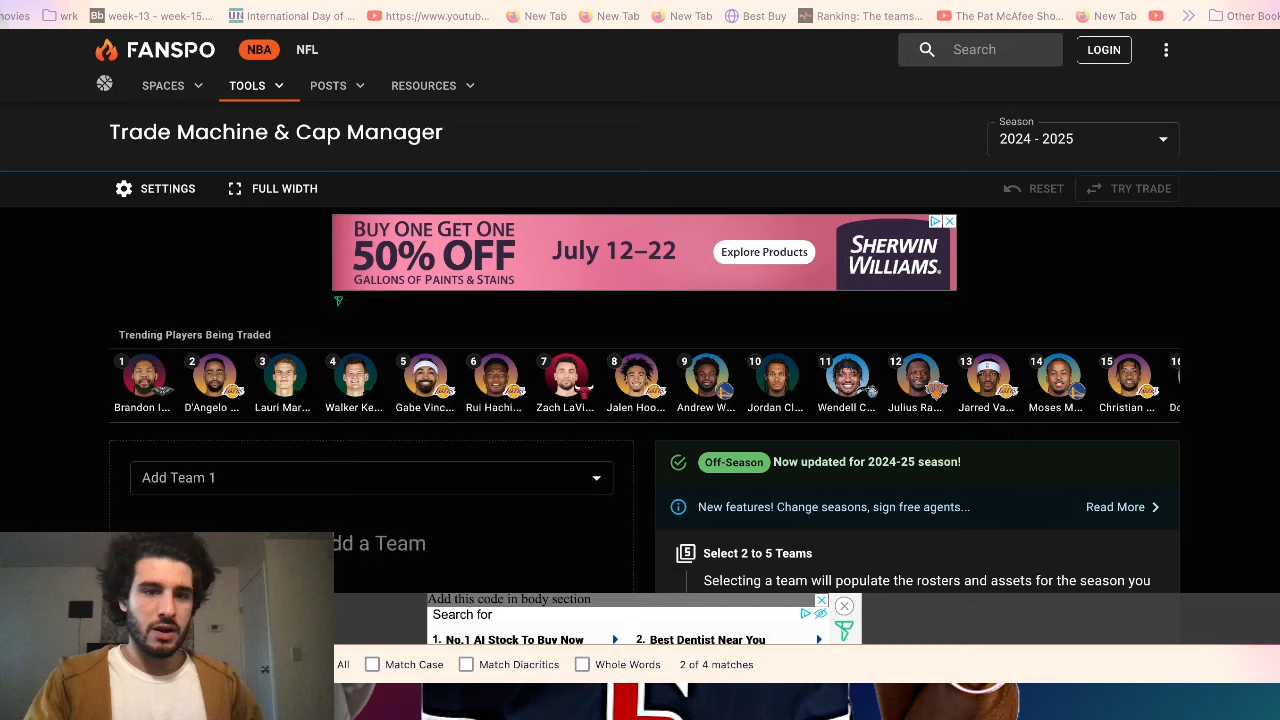 novies
wrk
Bb week-13 - week-15....
UN International Day of ...
https://www.youtub...
New Tab
New Tab
New Tab
Best Buy
Ranking: The teams...
The Pat McAfee Sho...
New Tab
Other Boo
FANSPO
NBA
NFL
Search
LOGIN
SPACES
TOOLS
POSTS
RESOURCES
Trade Machine & Cap Manager
Season
2024 - 2025
SETTINGS
FULL WIDTH
RESET
TRY TRADE
BUY ONE GET ONE
50% OFF
GALLONS OF PAINTS & STAINS
July 12–22
Explore Products
SHERWIN
WILLIAMS.
Trending Players Being Traded
1 2 3 4 5 6 7 8 9 10 11 12 13 14 15 16
Brandon I... D'Angelo ... Lauri Mar... Walker Ke... Gabe Vinc... Rui Hachi... Zach LaVi... Jalen Hoo... Andrew W... Jordan Cl... Wendell C... Julius Ra... Jarred Va... Moses M... Christian ... Do
Add Team 1
dd a Team
Off-Season Now updated for 2024-25 season!
New features! Change seasons, sign free agents...
Read More
5 Select 2 to 5 Teams
Selecting a team will populate the rosters and assets for the season you
Add this code in body section
Search for
1. No.1 AI Stock To Buy Now
2. Best Dentist Near You
All
Match Case
Match Diacritics
Whole Words
2 of 4 matches